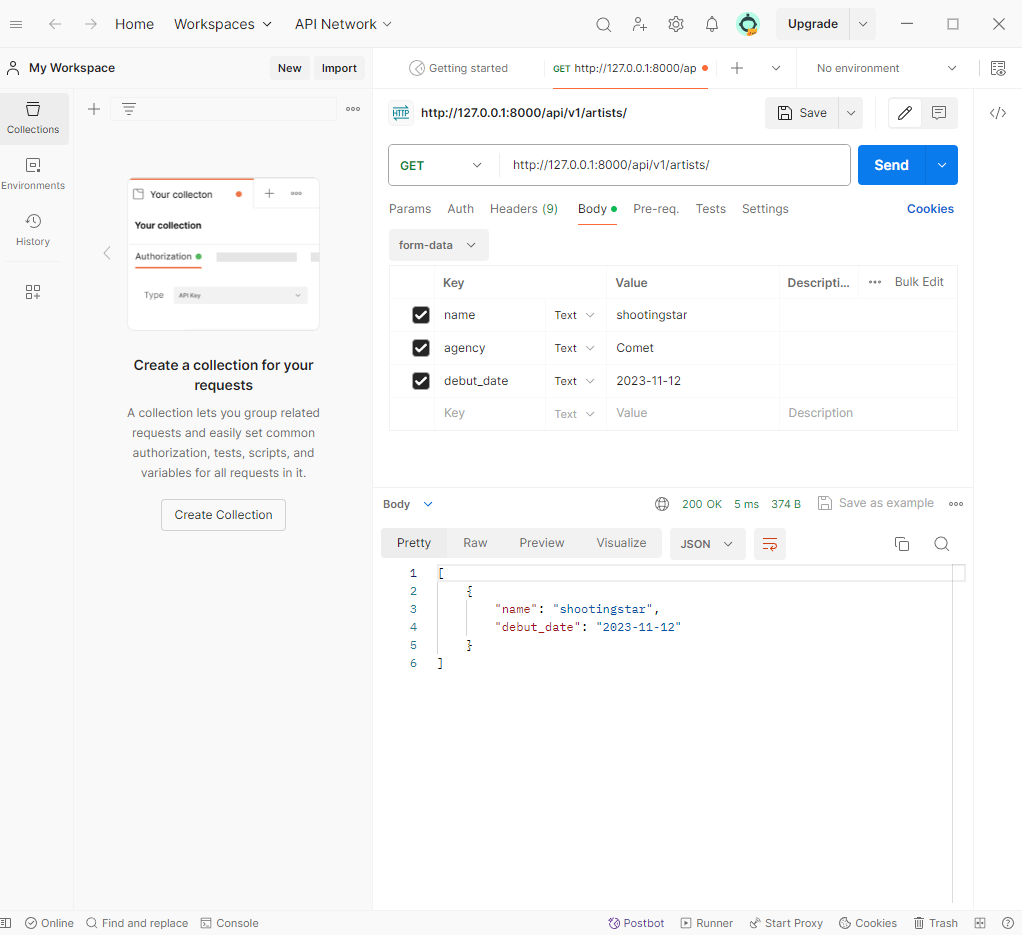 Home Workspaces API Network Upgrade
My Workspace New Import
Getting started GET http://127.0.0.1:8000/ap No environment
Collections
Environments
History
Your collecton
Your collection
Authorization
Type API Key
Create a collection for your
requests
A collection lets you group related
requests and easily set common
authorization, tests, scripts, and
variables for all requests in it.
Create Collection
HTTP http://127.0.0.1:8000/api/v1/artists/ Save
GET http://127.0.0.1:8000/api/v1/artists/ Send
Params Auth Headers (9) Body Pre-req. Tests Settings Cookies
form-data
Key Value Descripti... Bulk Edit
name Text shootingstar
agency Text Comet
debut_date Text 2023-11-12
Key Text Value Description
Body 200 OK 5 ms 374 B Save as example
Pretty Raw Preview Visualize JSON
1 [
2 {
3 "name": "shootingstar",
4 "debut_date": "2023-11-12"
5 }
6 ]
Online Find and replace Console Postbot Runner Start Proxy Cookies Trash